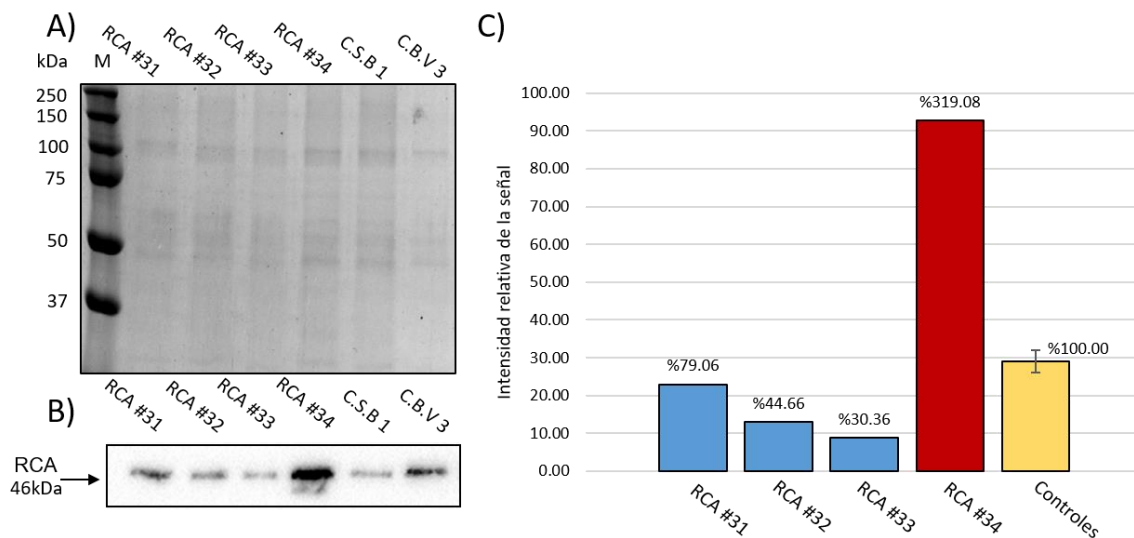 A)
RCA #31
RCA #32
RCA #33
RCA #34
C.S.B 1
C.B.V 3
kDa
M
250
150
100
75
50
37
RCA #31
RCA #32
RCA #33
RCA #34
C.S.B 1
C.B.V 3
B)
RCA
46kDa
C)
Intensidad relativa de la señal
100.00
90.00
80.00
70.00
60.00
50.00
40.00
30.00
20.00
10.00
0.00
%79.06
%44.66
%30.36
%319.08
%100.00
RCA #31
RCA #32
RCA #33
RCA #34
Controles